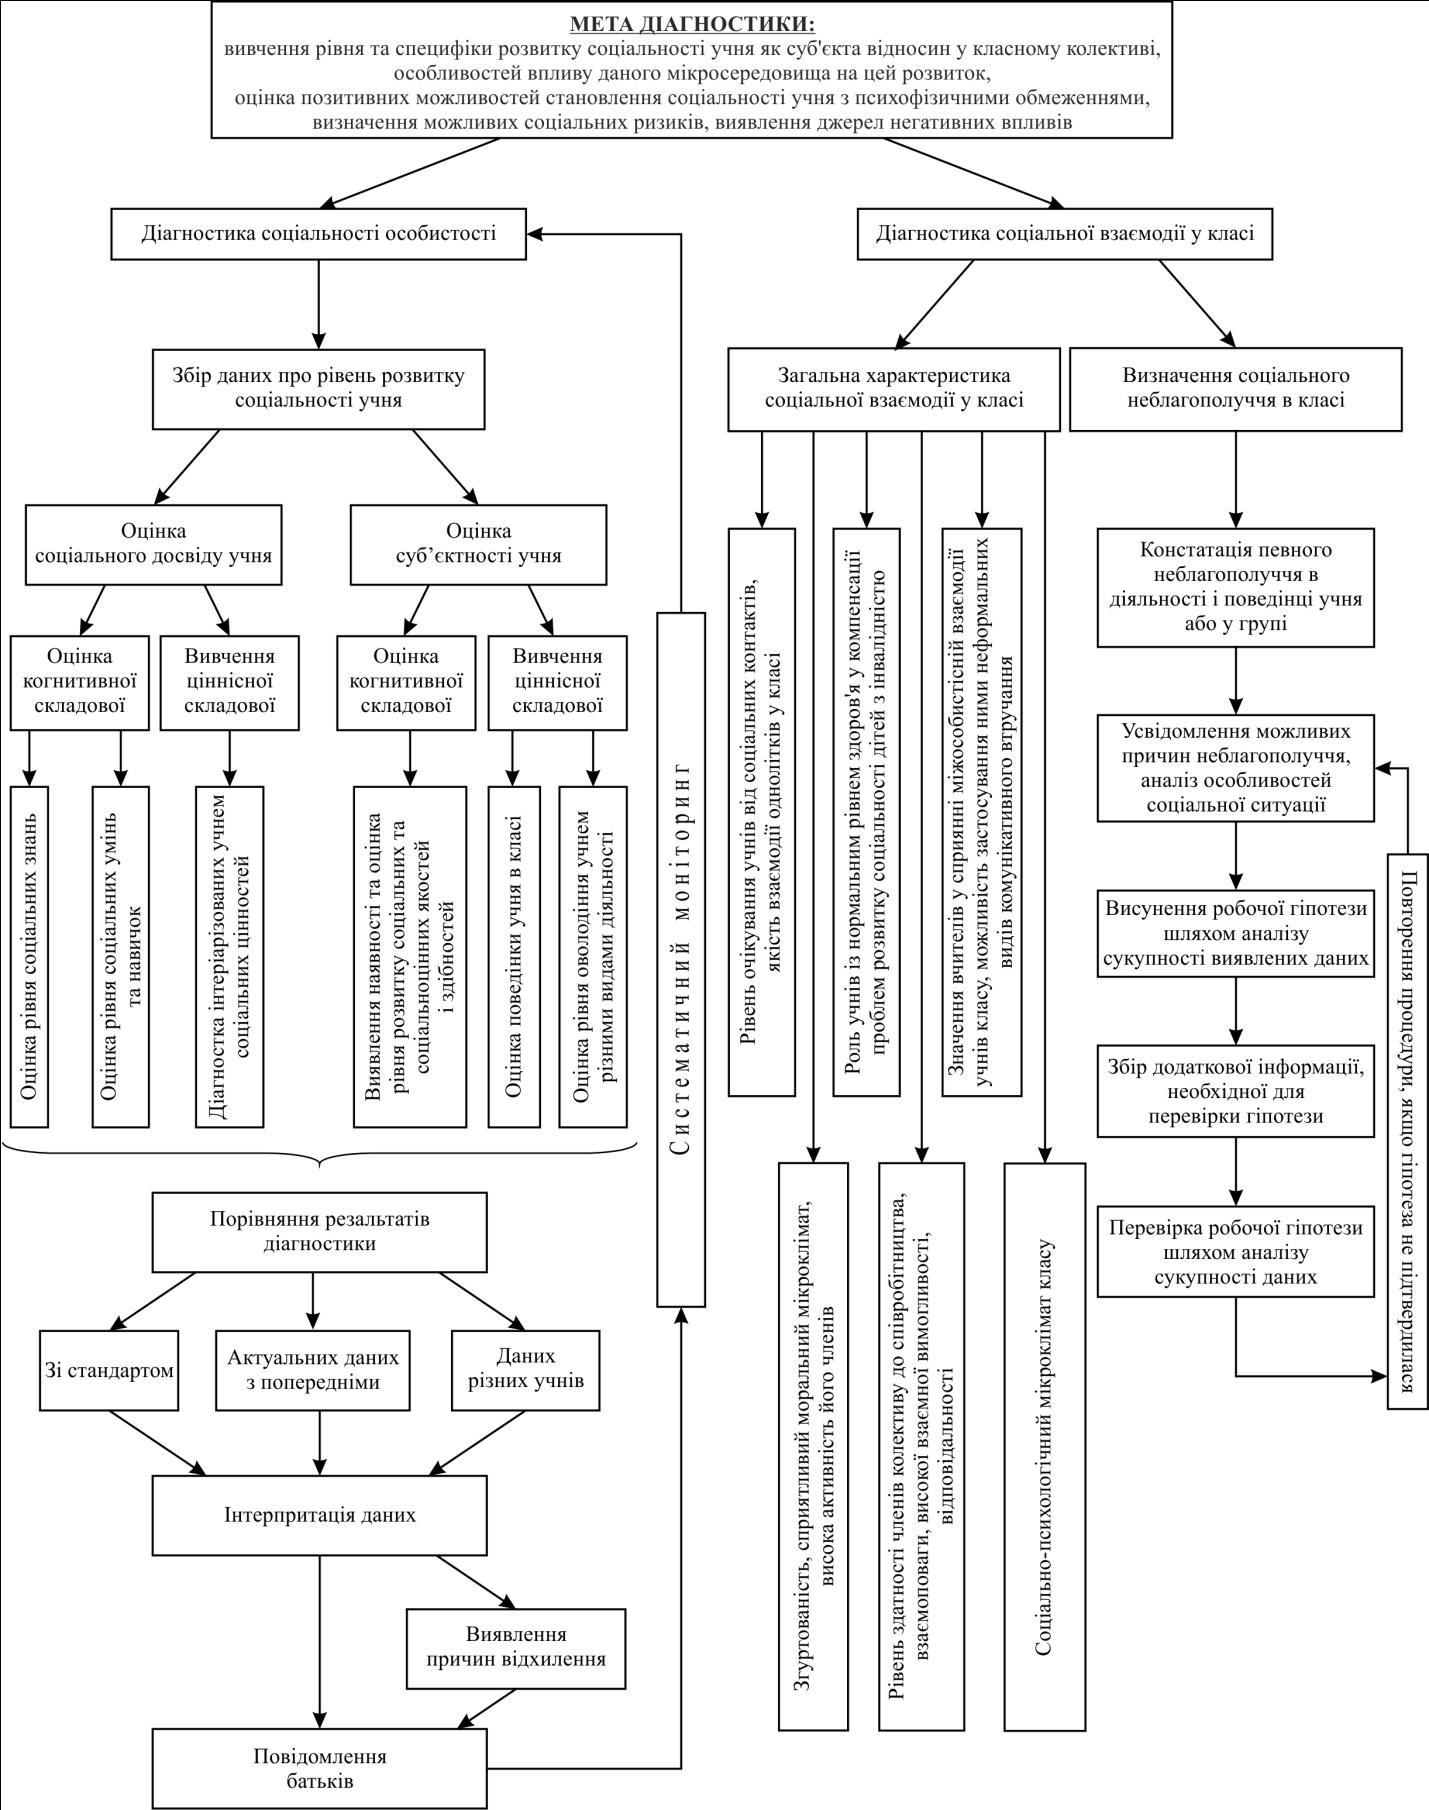 МЕТА ДІАГНОСТИКИ:
вивчення рівня та специфіки розвитку соціальності учня як суб'єкта відносин у класному колективі,
особливостей впливу даного мікросередовища на цей розвиток,
оцінка позитивних можливостей становлення соціальності учня з психофізичними обмеженнями,
визначення можливих соціальних ризиків, виявлення джерел негативних впливів
Діагностика соціальності особистості
Діагностика соціальної взаємодії у класі
Збір даних про рівень розвитку
соціальності учня
Загальна характеристика
соціальної взаємодії у класі
Визначення соціального
неблагополуччя в класі
Оцінка
соціального досвіду учня
Оцінка
суб’єктності учня
Оцінка
когнитивної
складової
Вивчення
ціннісної
складової
Оцінка
когнитивної
складової
Вивчення
ціннісної
складової
Оцінка рівня соціальних знань
Оцінка рівня соціальних умінь
та навичок
Діагностка інтеріарізованих учнем
соціальних цінностей
Виявлення наявності та оцінка
рівня розвитку соціальних та
соціальноцінних якостей
і здібностей
Оцінка поведінки учня в класі
Оцінка рівня оволодіння учнем
різними видами діяльності
Систематичний моніторинг
Рівень очікування учнів від соціальних контактів,
якість взаємодії однолітків у класі
Роль учнів із нормальним рівнем здоров'я у компенсації
проблем розвитку соціальності дітей з інвалідністю
Значення вчителів у сприянні міжособистісній взаємодії
учнів класу, можливість застосування ними неформальних
видів комунікативного втручання
Згуртованість, сприятливий моральний мікроклімат,
висока активність його членів
Рівень здатності членів колективу до співробітництва,
взаємоповаги, високої взаємної вимогливості,
відповідальності
Соціально-психологічний мікроклімат класу
Констатація певного
неблагополуччя в
діяльності і поведінці учня
або у групі
Усвідомлення можливих
причин неблагополуччя,
аналіз особливостей
соціальної ситуації
Висунення робочої гіпотези
шляхом аналізу
сукупності виявлених даних
Збір додаткової інформації,
необхідної для
перевірки гіпотези
Перевірка робочої гіпотези
шляхом аналізу
сукупності даних
Повторення процедури, якщо гіпотеза не підтвердилася
Порівняння резальтатів
діагностики
Зі стандартом
Актуальних даних
з попередніми
Даних
різних учнів
Інтерпритація даних
Виявлення
причин відхилення
Повідомлення
батьків